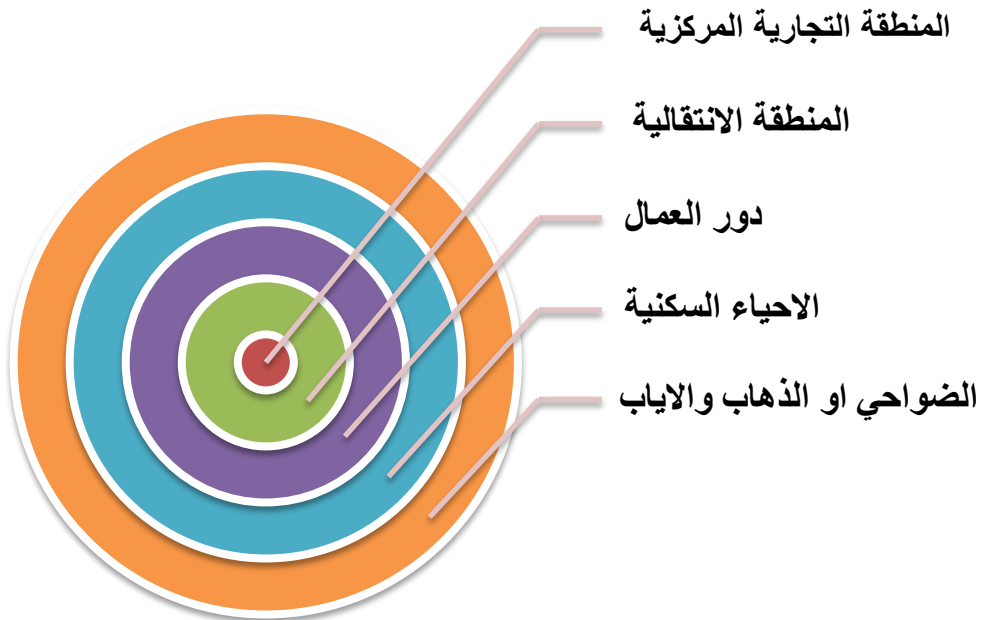 المنطقة التجارية المركزية
المنطقة الانتقالية
دور العمال
الاحياء السكنية
الضواحي او الذهاب والاياب